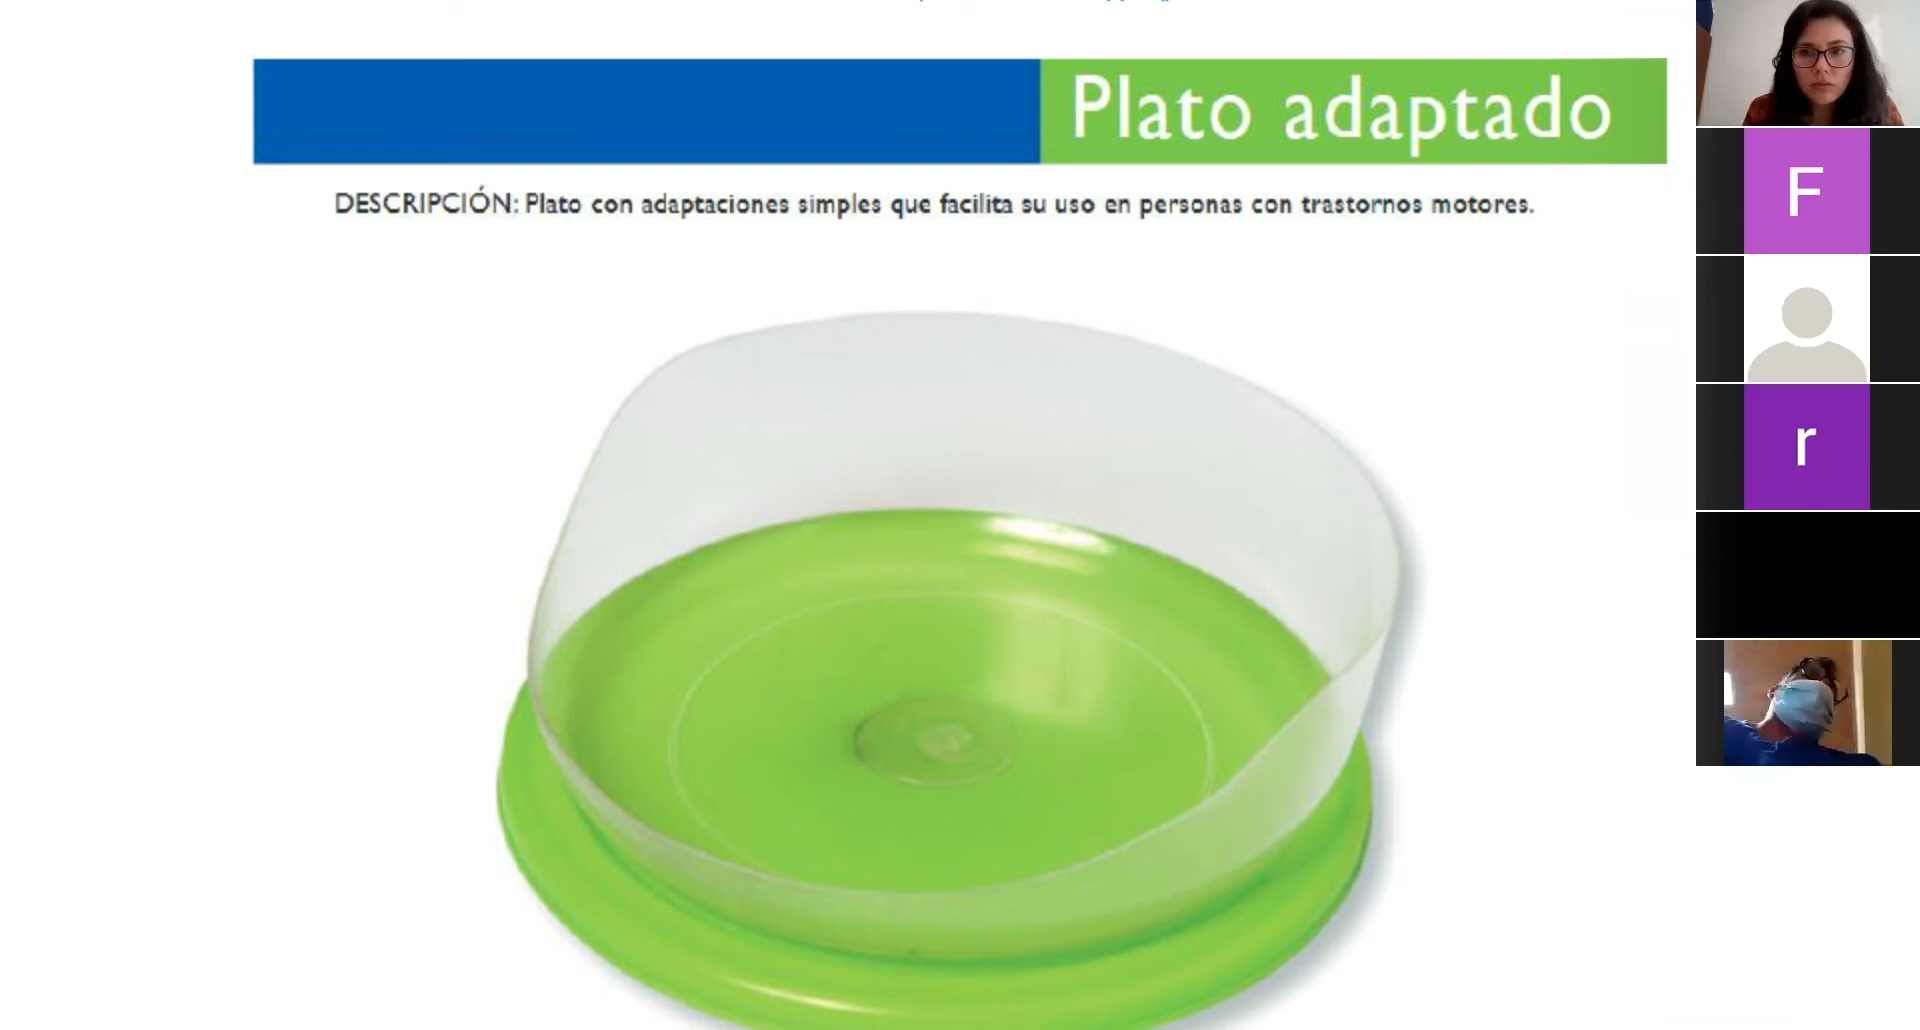 Plato adaptado
DESCRIPCIÓN: Plato con adaptaciones simples que facilita su uso en personas con trastornos motores.
F
r